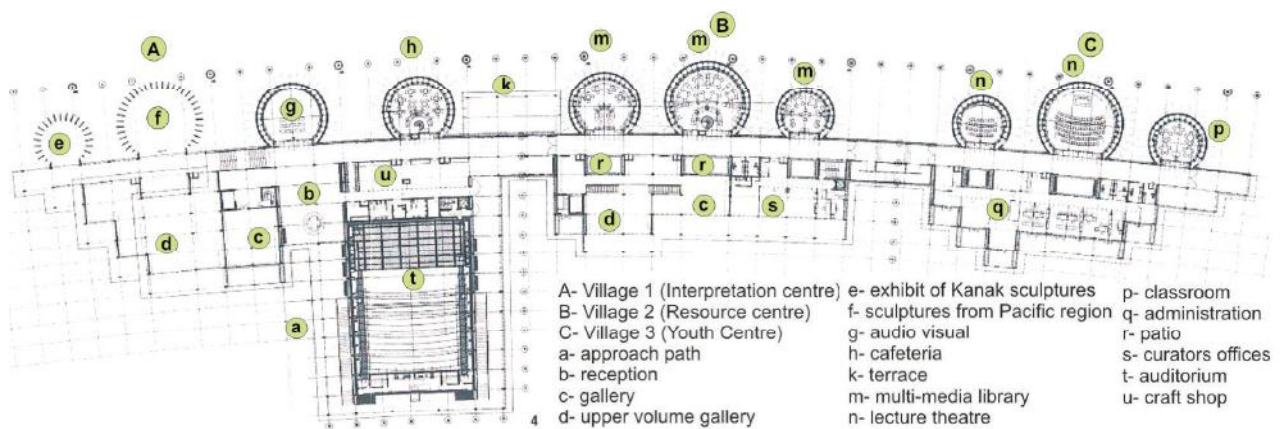 A
h
m
m
B
m
C
n
n
p
k
e
f
g
b
u
r
r
d
c
a
t
d
c
s
q
A- Village 1 (Interpretation centre)
B- Village 2 (Resource centre)
C- Village 3 (Youth Centre)
a- approach path
b- reception
c- gallery
d- upper volume gallery
e- exhibit of Kanak sculptures
f- sculptures from Pacific region
g- audio visual
h- cafeteria
k- terrace
m- multi-media library
n- lecture theatre
p- classroom
q- administration
r- patio
s- curators offices
t- auditorium
u- craft shop
4